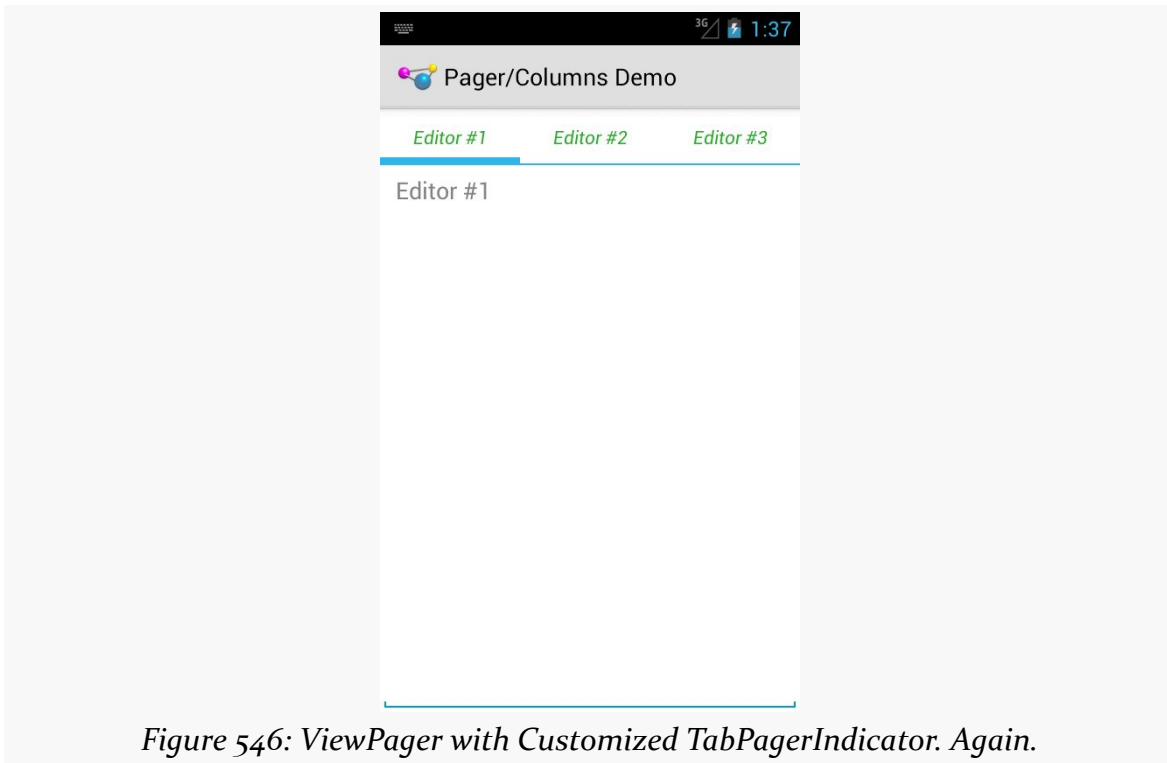 3G 1:37
Pager/Columns Demo
Editor #1 Editor #2 Editor #3
Editor #1
Figure 546: ViewPager with Customized TabPagerIndicator. Again.